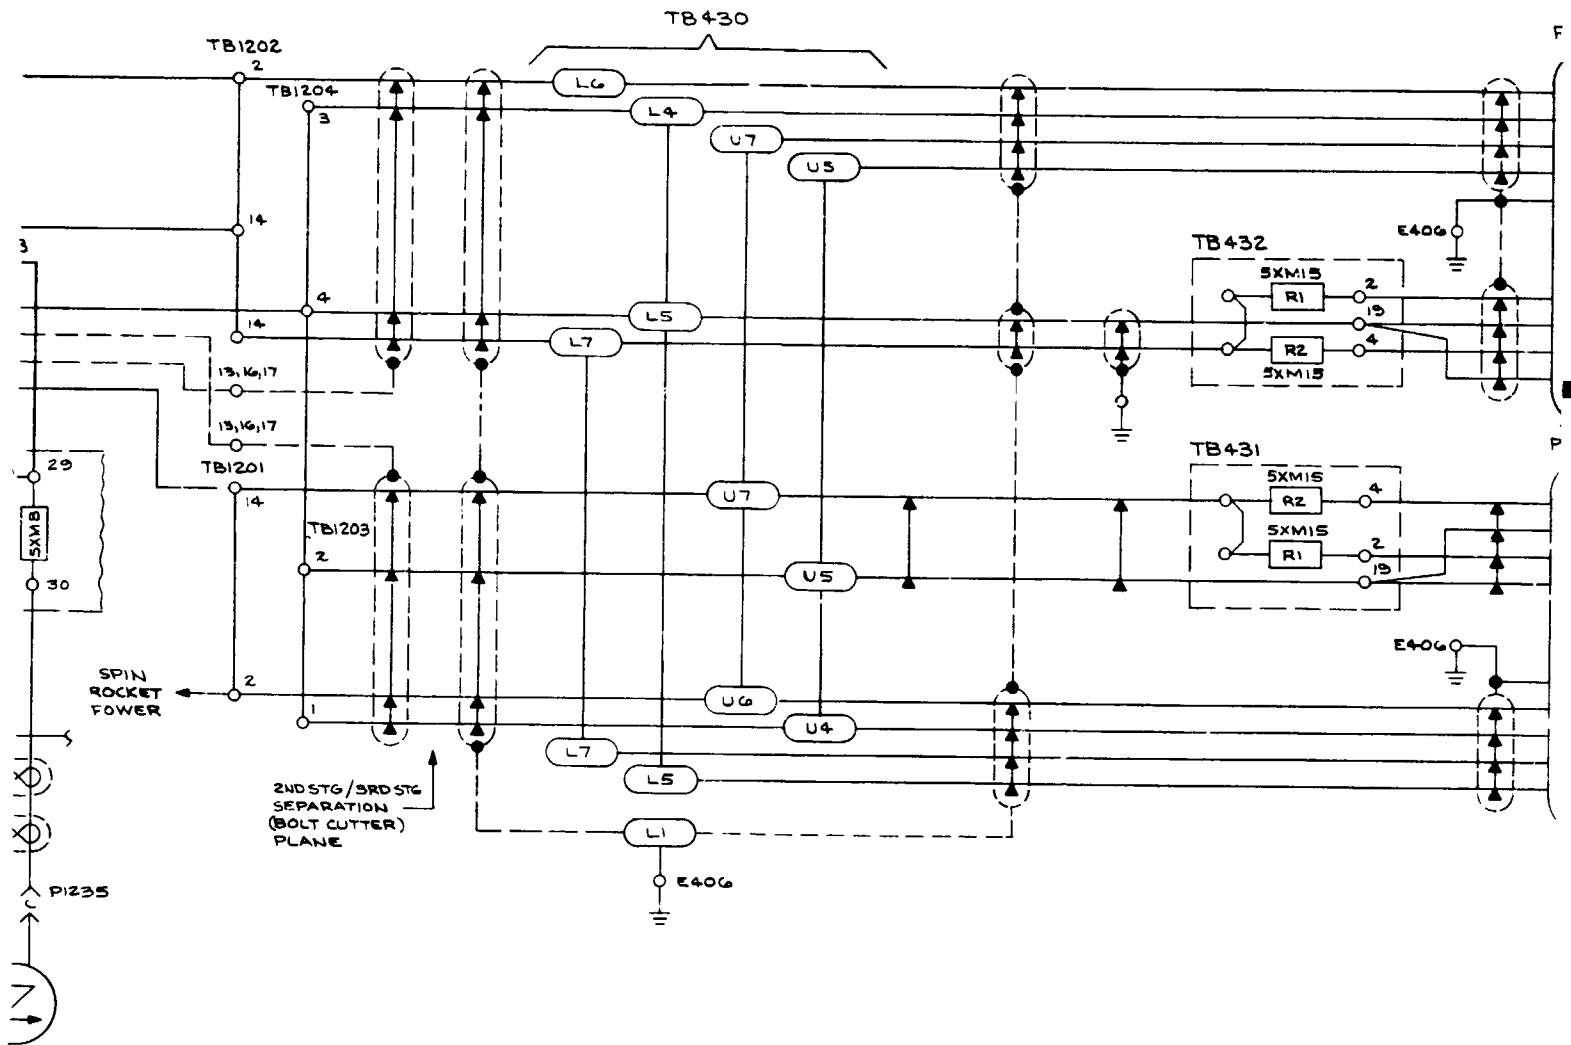 TB430
F
TB1202
2
L6
TB1204
3
L4
U7
U5
14
3
E406
TB432
5XM15
2
R1
4
L5
19
14
L7
R2
4
5XM15
13,16,17
13,16,17
P
TB431
29
TB1201
14
U7
5XM15
R2
4
5XM8
TB1203
2
5XM15
R1
2
U5
19
30
E406
SPIN
ROCKET
FOWER
2
U6
1
U4
L7
L5
2ND STG/3RD STG
SEPARATION
(BOLT CUTTER)
PLANE
L1
E406
P1235
C
7